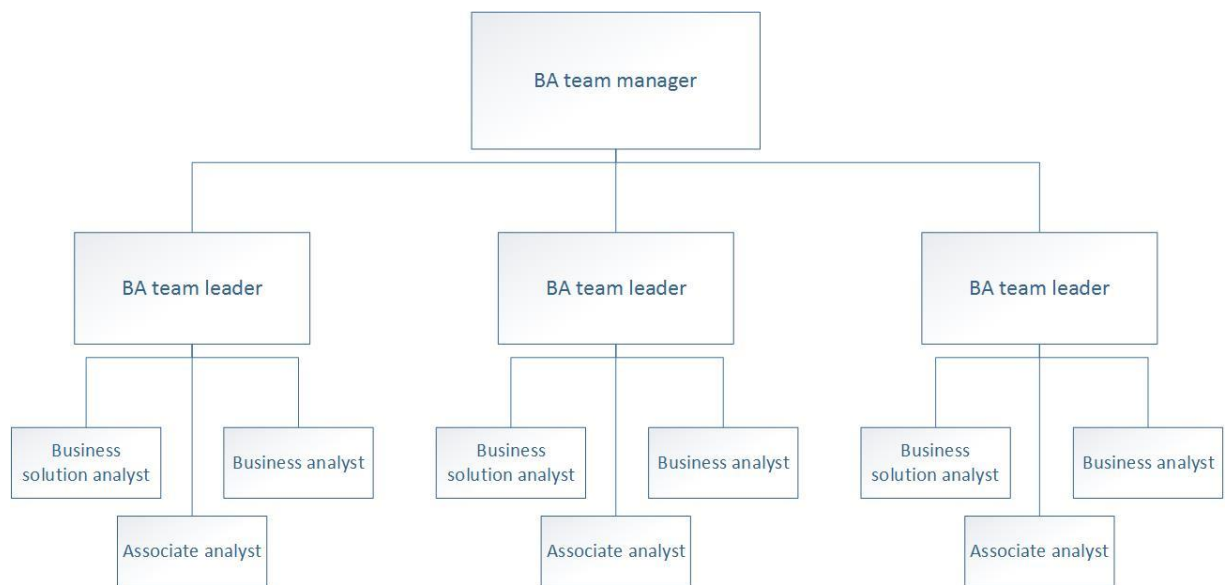 BA team manager
BA team leader
BA team leader
BA team leader
Business
solution analyst
Business analyst
Business
solution analyst
Business analyst
Business
solution analyst
Business analyst
Associate analyst
Associate analyst
Associate analyst